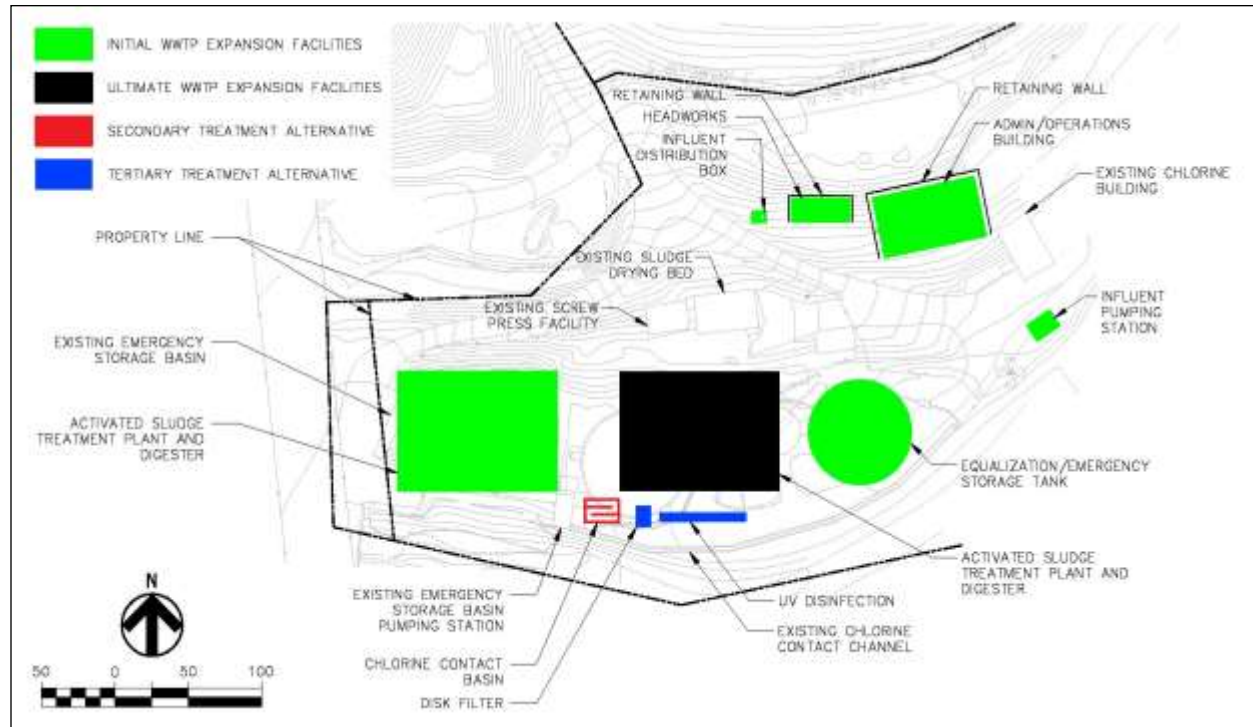 INITIAL WWTP EXPANSION FACILITIES
ULTIMATE WWTP EXPANSION FACILITIES
SECONDARY TREATMENT ALTERNATIVE
TERTIARY TREATMENT ALTERNATIVE
RETAINING WALL
HEADWORKS
INFLUENT
DISTRIBUTION
BOX
RETAINING WALL
ADMIN/OPERATIONS
BUILDING
EXISTING CHLORINE
BUILDING
PROPERTY LINE
EXISTING SLUDGE
DRYING BED
EXISTING SCREW
PRESS FACILITY
INFLUENT
PUMPING
STATION
EXISTING EMERGENCY
STORAGE BASIN
ACTIVATED SLUDGE
TREATMENT PLANT AND
DIGESTER
EQUALIZATION/EMERGENCY
STORAGE TANK
ACTIVATED SLUDGE
TREATMENT PLANT AND
DIGESTER
EXISTING EMERGENCY
STORAGE BASIN
PUMPING STATION
UV DISINFECTION
EXISTING CHLORINE
CONTACT CHANNEL
CHLORINE CONTACT
BASIN
DISK FILTER
N
50 0 50 100